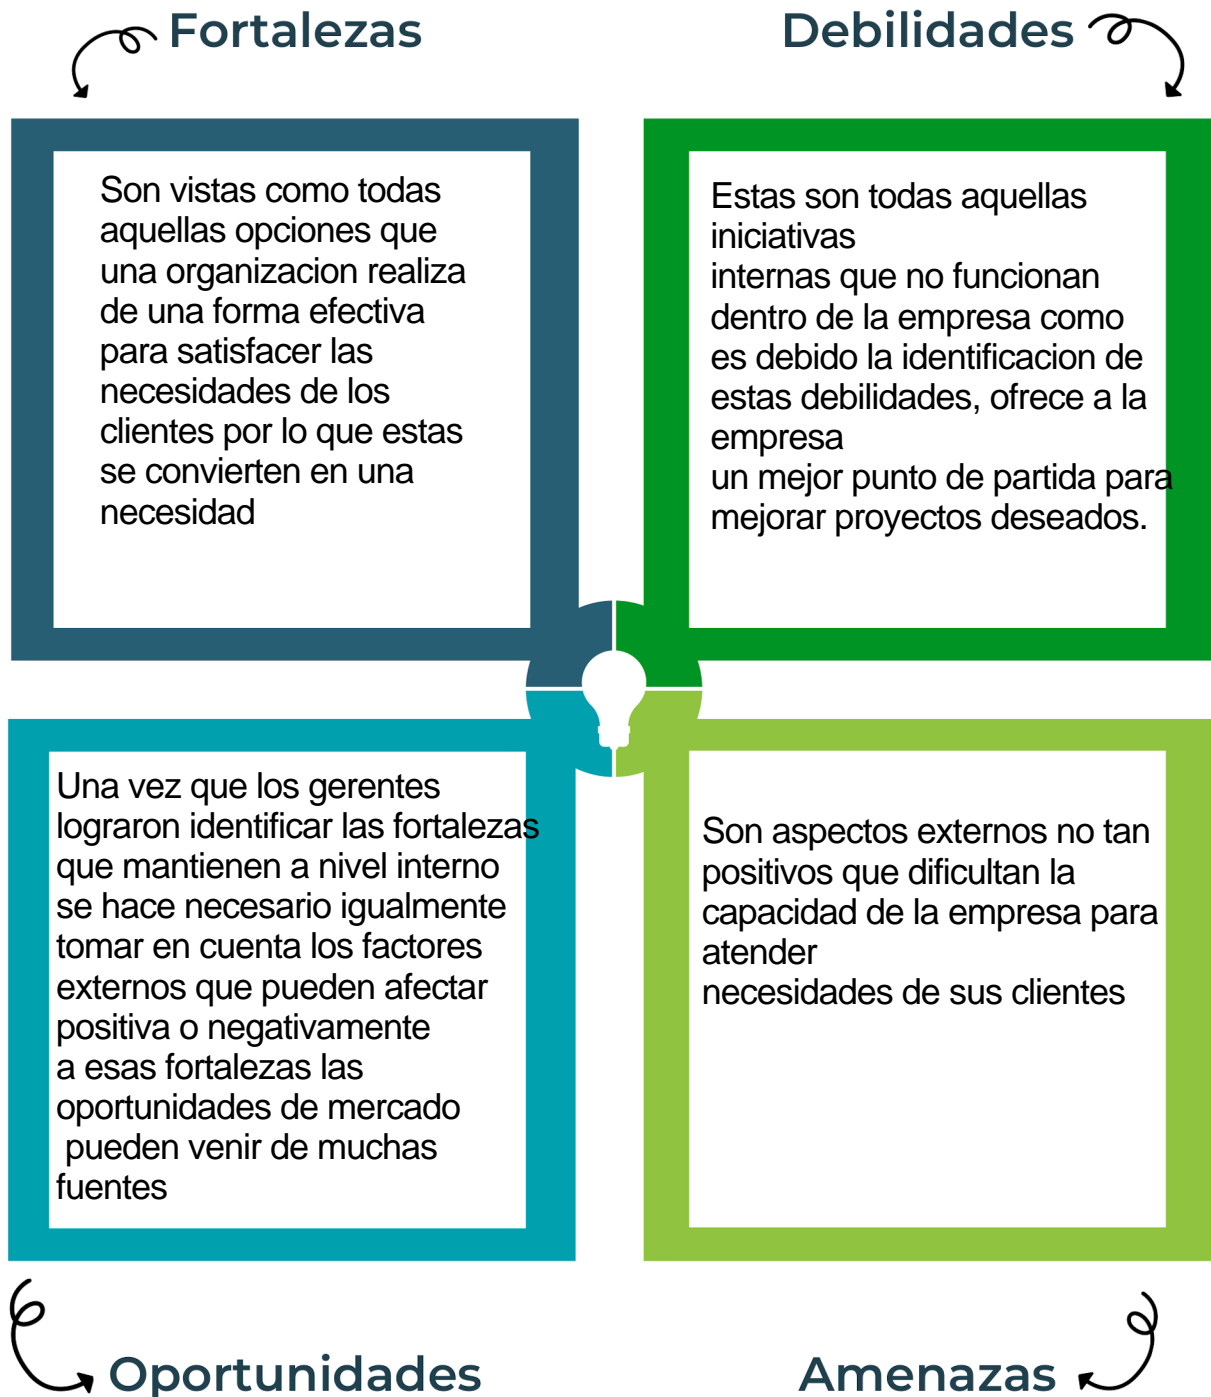 Fortalezas
Son vistas como todas
aquellas opciones que
una organizacion realiza
de una forma efectiva
para satisfacer las
necesidades de los
clientes por lo que estas
se convierten en una
necesidad
Debilidades
Estas son todas aquellas
iniciativas
internas que no funcionan
dentro de la empresa como
es debido la identificacion de
estas debilidades, ofrece a la
empresa
un mejor punto de partida para
mejorar proyectos deseados.
Una vez que los gerentes
lograron identificar las fortalezas
que mantienen a nivel interno
se hace necesario igualmente
tomar en cuenta los factores
externos que pueden afectar
positiva o negativamente
a esas fortalezas las
oportunidades de mercado
pueden venir de muchas
fuentes
Oportunidades
Son aspectos externos no tan
positivos que dificultan la
capacidad de la empresa para
atender
necesidades de sus clientes
Amenazas